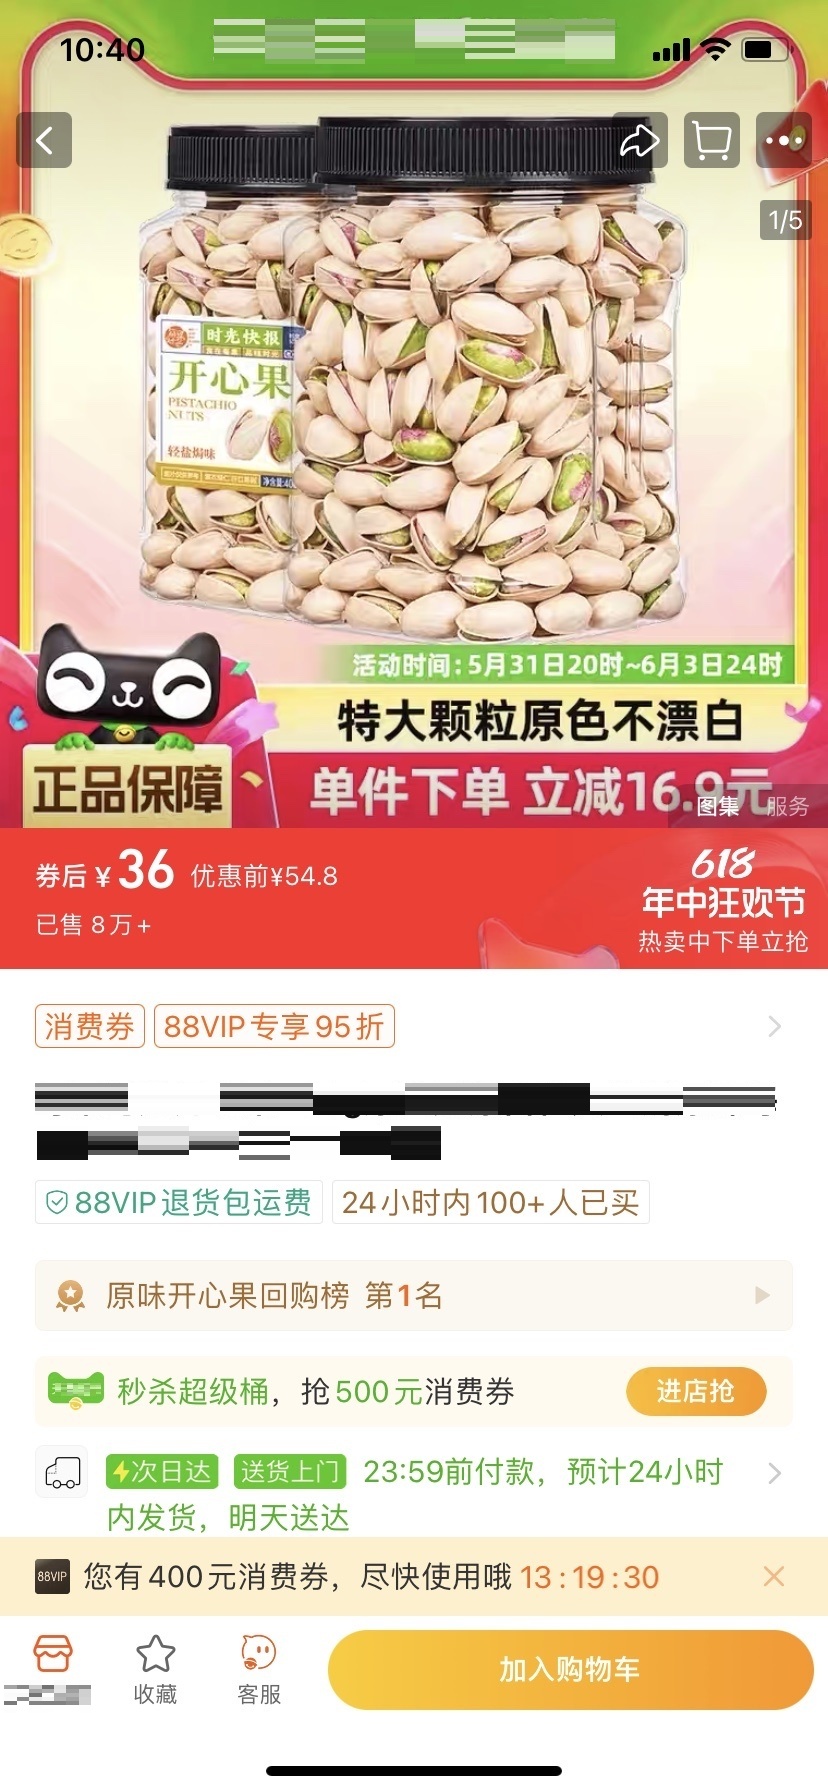 10:40
1/5
时光快报
开心果
PISTACHIO
NUTS
轻盐焗味
活动时间:5月31日20时~6月3日24时
特大颗粒原色不漂白
正品保障
单件下单 立减16.9元
图集 服务
券后 ¥36 优惠前¥54.8
已售 8万+
618
年中狂欢节
热卖中下单立抢
消费券 88VIP专享95折
88VIP退货包运费 24小时内100+人已买
原味开心果回购榜 第1名
秒杀超级桶，抢500元消费券 进店抢
次日达 送货上门 23:59前付款，预计24小时
内发货，明天送达
88VIP 您有400元消费券，尽快使用哦 13:19:30
收藏 客服 加入购物车